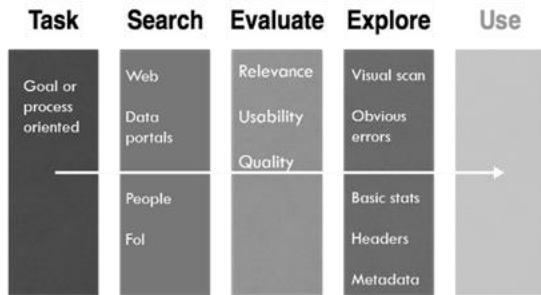 Task
Search
Evaluate
Explore
Use
Goal or
process
oriented
Web
Data
portals
People
FoI
Relevance
Usability
Quality
Visual scan
Obvious
errors
Basic stats
Headers
Metadata